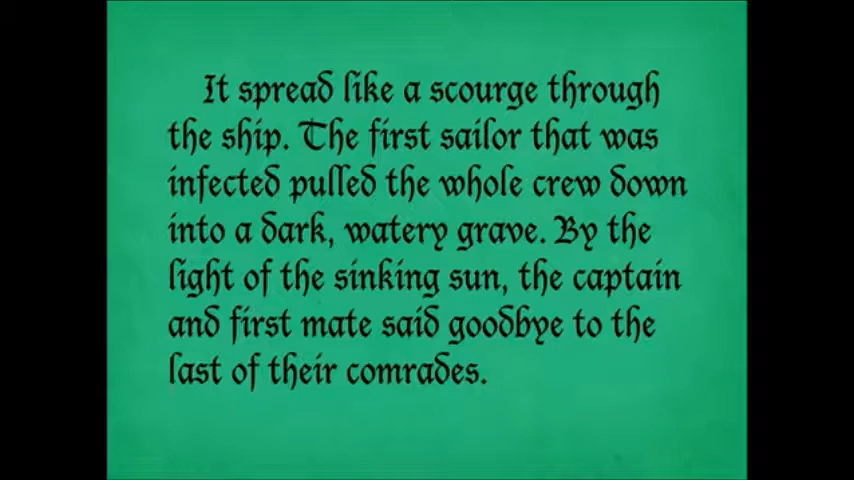 It spread like a scourge through
the ship. The first sailor that was
infected pulled the whole crew down
into a dark, watery grave. By the
light of the sinking sun, the captain
and first mate said goodbye to the
last of their comrades.